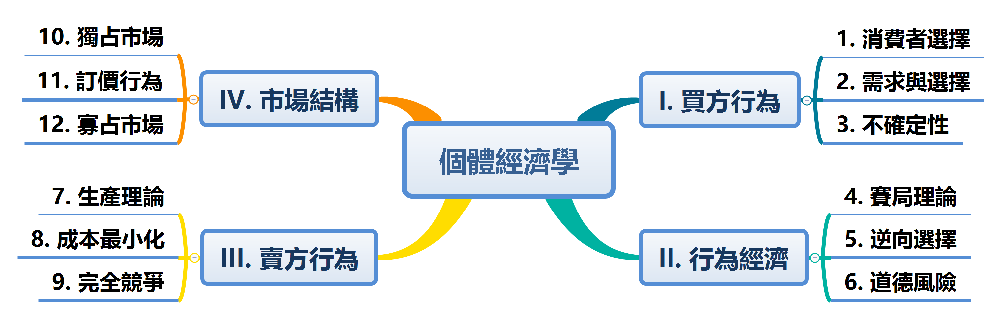 個體經濟學
I. 買方行為
1. 消費者選擇
2. 需求與選擇
3. 不確定性
II. 行為經濟
4. 賽局理論
5. 逆向選擇
6. 道德風險
III. 賣方行為
7. 生產理論
8. 成本最小化
9. 完全競爭
IV. 市場結構
10. 獨占市場
11. 訂價行為
12. 寡占市場